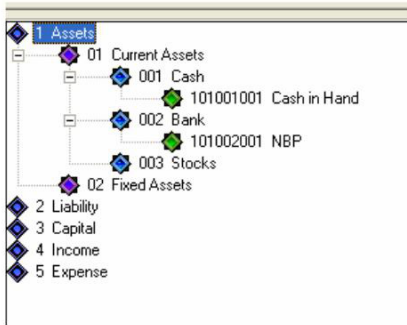 1 Assets
01 Current Assets
001 Cash
101001001 Cash in Hand
002 Bank
101002001 NBP
003 Stocks
02 Fixed Assets
2 Liability
3 Capital
4 Income
5 Expense